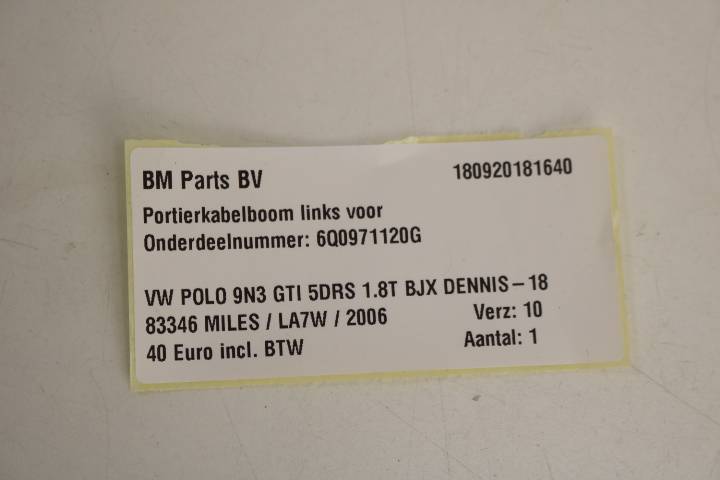 BM Parts BV 180920181640
Portierkabelboom links voor
Onderdeelnummer: 6Q0971120G
VW POLO 9N3 GTI 5DRS 1.8T BJX DENNIS - 18
83346 MILES / LA7W / 2006 Verz: 10
40 Euro incl. BTW Aantal: 1